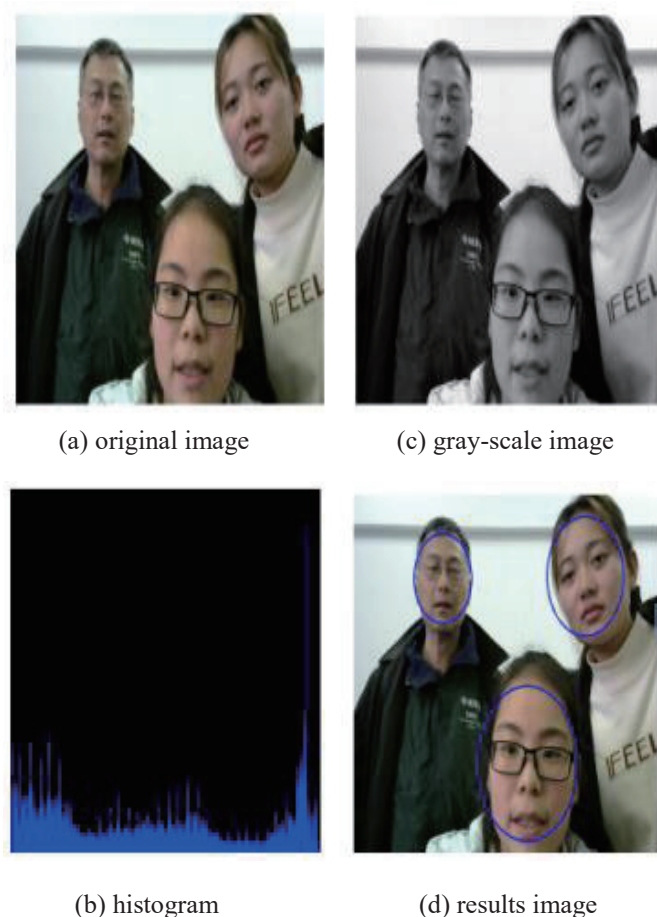 IFEEL
IFEEL
(a) original image
(c) gray-scale image
IFEEL
(b) histogram
(d) results image